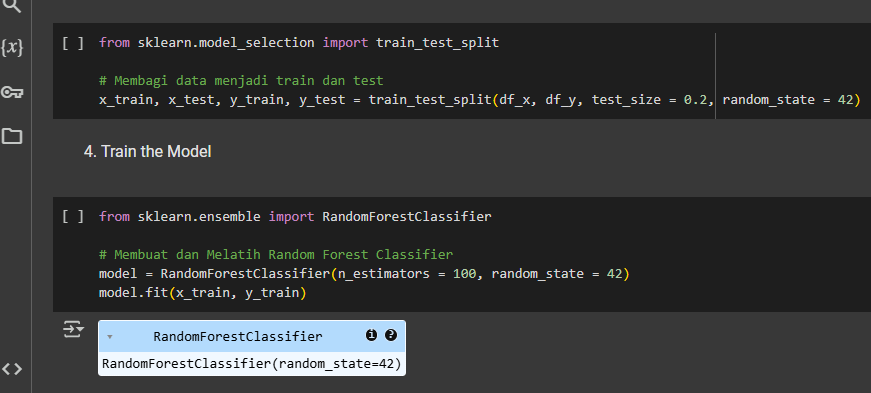 {x}
[ ] from sklearn.model_selection import train_test_split
# Membagi data menjadi train dan test
x_train, x_test, y_train, y_test = train_test_split(df_x, df_y, test_size = 0.2, random_state = 42)
4. Train the Model
[ ] from sklearn.ensemble import RandomForestClassifier
# Membuat dan Melatih Random Forest Classifier
model = RandomForestClassifier(n_estimators = 100, random_state = 42)
model.fit(x_train, y_train)
RandomForestClassifier i ?
RandomForestClassifier(random_state=42)